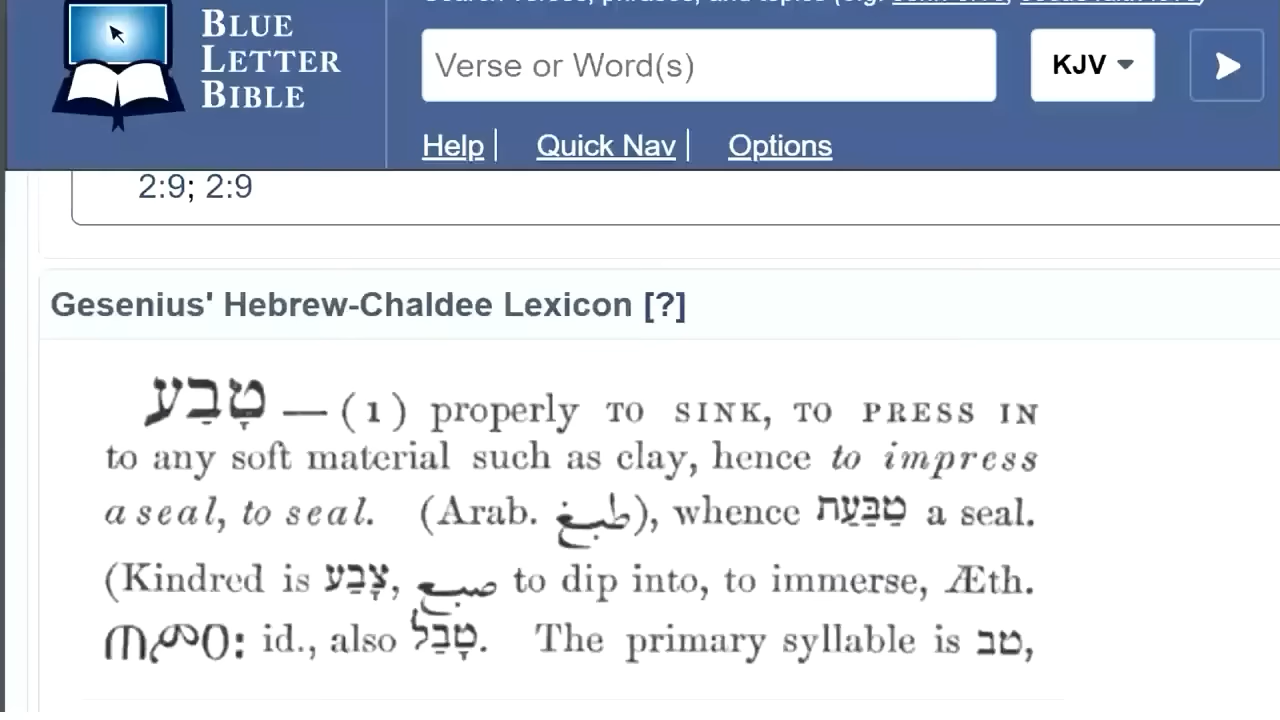 BLUE
LETTER
BIBLE
Verse or Word(s)
KJV
Help| Quick Nav| Options
2:9; 2:9
Gesenius' Hebrew-Chaldee Lexicon [?]
טָבַע — (1) properly TO SINK, TO PRESS IN
to any soft material such as clay, hence to impress
a seal, to seal. (Arab. طبغ), whence טַבַּעַת a seal.
(Kindred is צָבַע, صبع to dip into, to immerse, Æth.
ጠምዐ: id., also טָבַל. The primary syllable is טב,